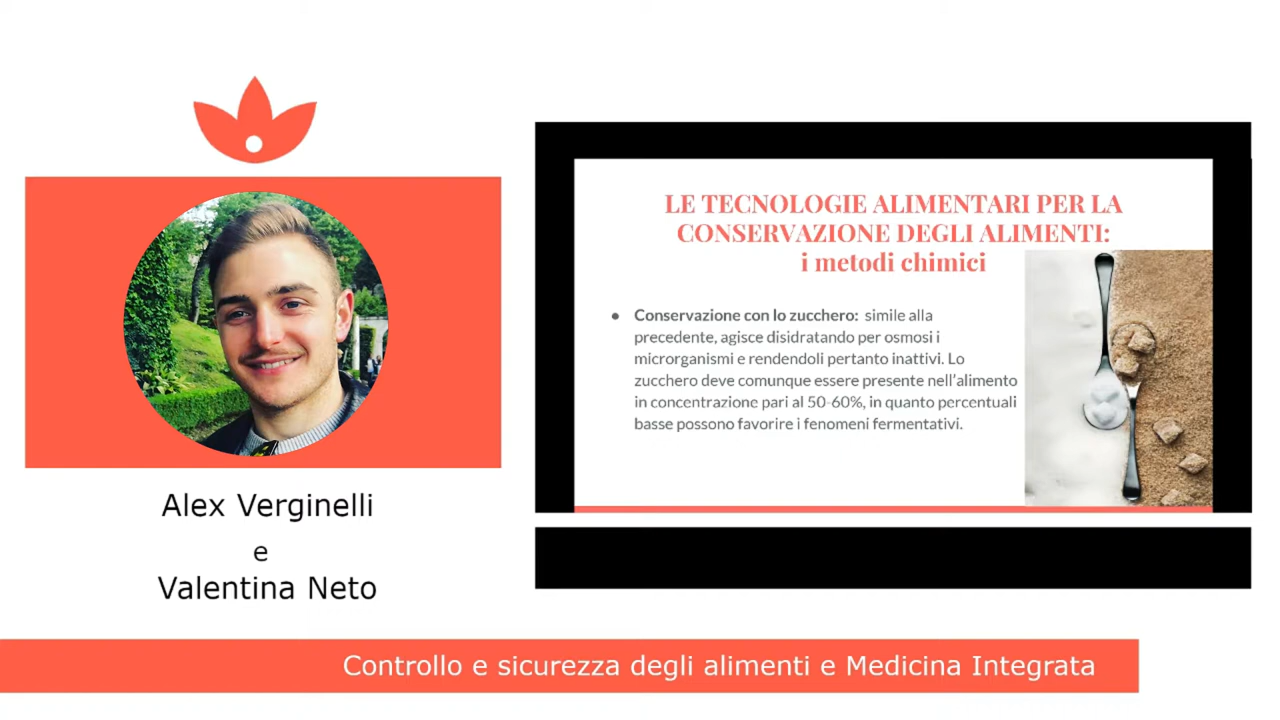 LE TECNOLOGIE ALIMENTARI PER LA
CONSERVAZIONE DEGLI ALIMENTI:
i metodi chimici
● Conservazione con lo zucchero: simile alla
precedente, agisce disidratando per osmosi i
microrganismi e rendendoli pertanto inattivi. Lo
zucchero deve comunque essere presente nell'alimento
in concentrazione pari al 50-60%, in quanto percentuali
basse possono favorire i fenomeni fermentativi.
Alex Verginelli
e
Valentina Neto
Controllo e sicurezza degli alimenti e Medicina Integrata